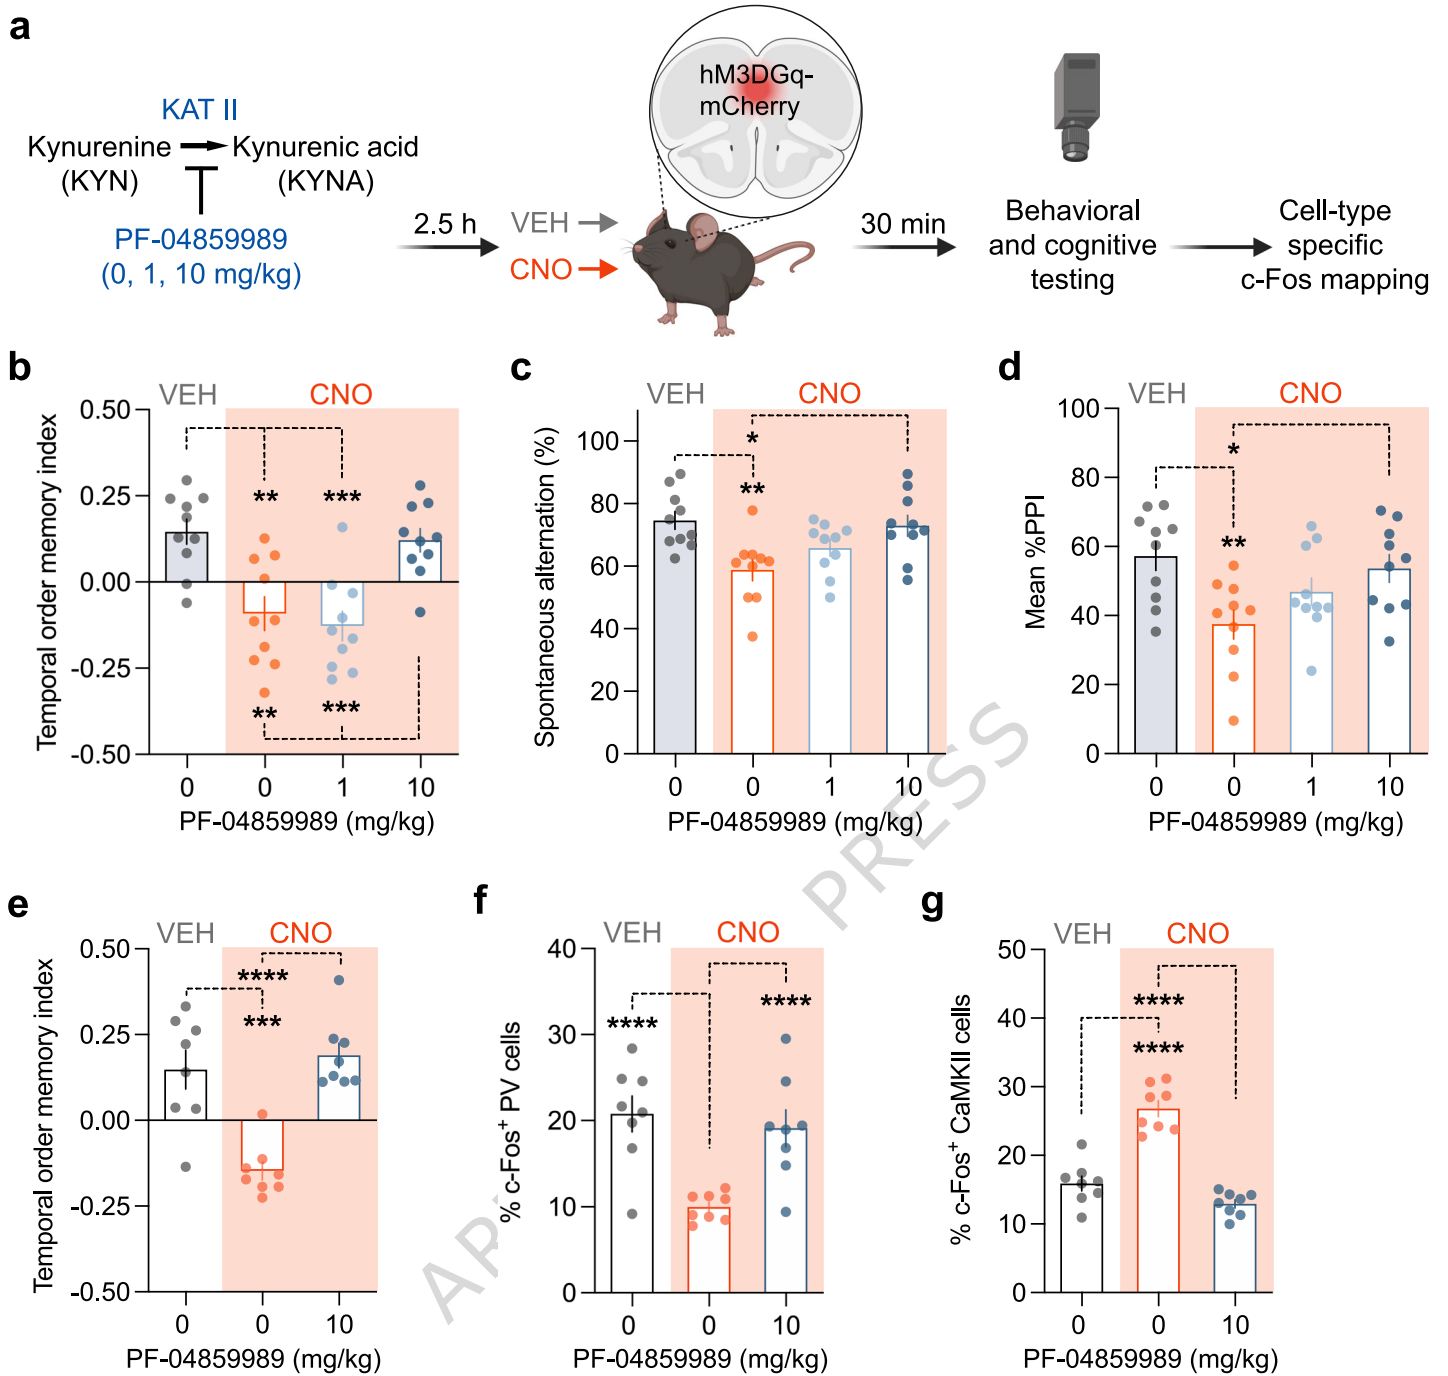 a
KAT II
Kynurenine
(KYN)
Kynurenic acid
(KYNA)
PF-04859989
(0, 1, 10 mg/kg)
2.5 h
VEH
CNO
hM3DGq-
mCherry
30 min
Behavioral
and cognitive
testing
Cell-type
specific
c-Fos mapping
b
VEH
CNO
Temporal order memory index
0.50
0.25
0.00
-0.25
-0.50
**
***
**
***
0
0
1
10
PF-04859989 (mg/kg)
c
VEH
CNO
Spontaneous alternation (%)
100
80
60
40
20
0
*
**
0
0
1
10
PF-04859989 (mg/kg)
d
VEH
CNO
Mean %PPI
100
80
60
40
20
0
*
**
0
0
1
10
PF-04859989 (mg/kg)
e
VEH
CNO
Temporal order memory index
0.50
0.25
0.00
-0.25
-0.50
****
***
0
0
10
PF-04859989 (mg/kg)
f
VEH
CNO
% c-Fos⁺ PV cells
40
30
20
10
0
****
****
0
0
10
PF-04859989 (mg/kg)
g
VEH
CNO
% c-Fos⁺ CaMKII cells
50
40
30
20
10
0
****
****
0
0
10
PF-04859989 (mg/kg)
PRESS